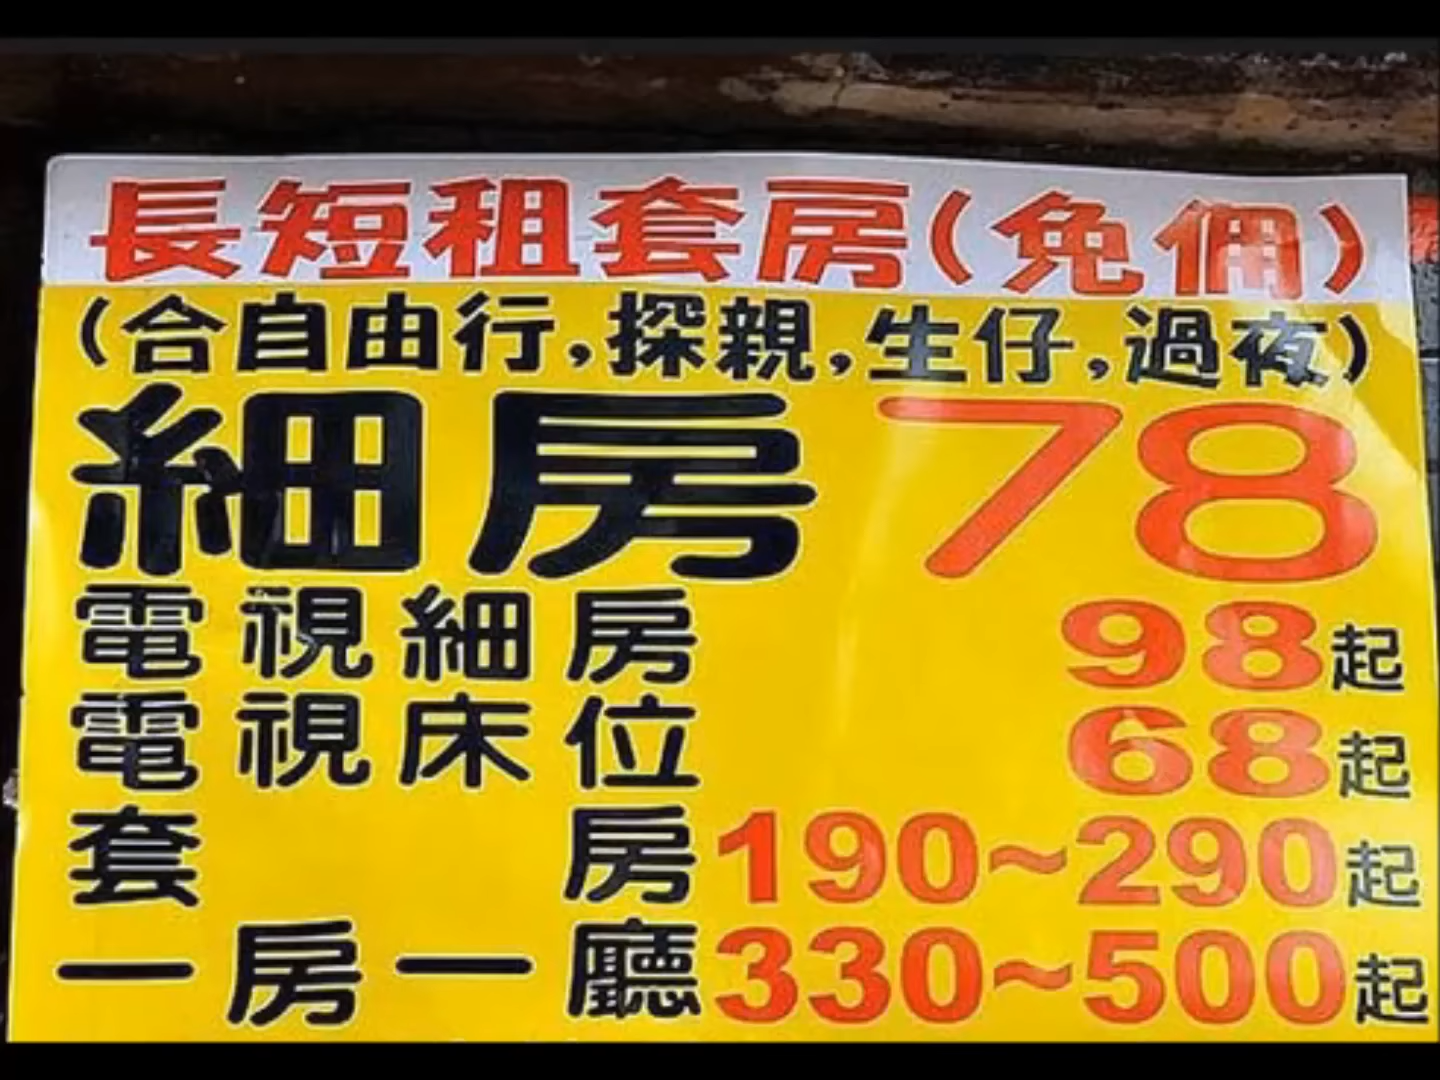 長短租套房(免佣)
(合自由行,探親,生仔,過夜)
細房 78
電視細房 98起
電視床位 68起
套房 190~290起
一房一廳 330~500起